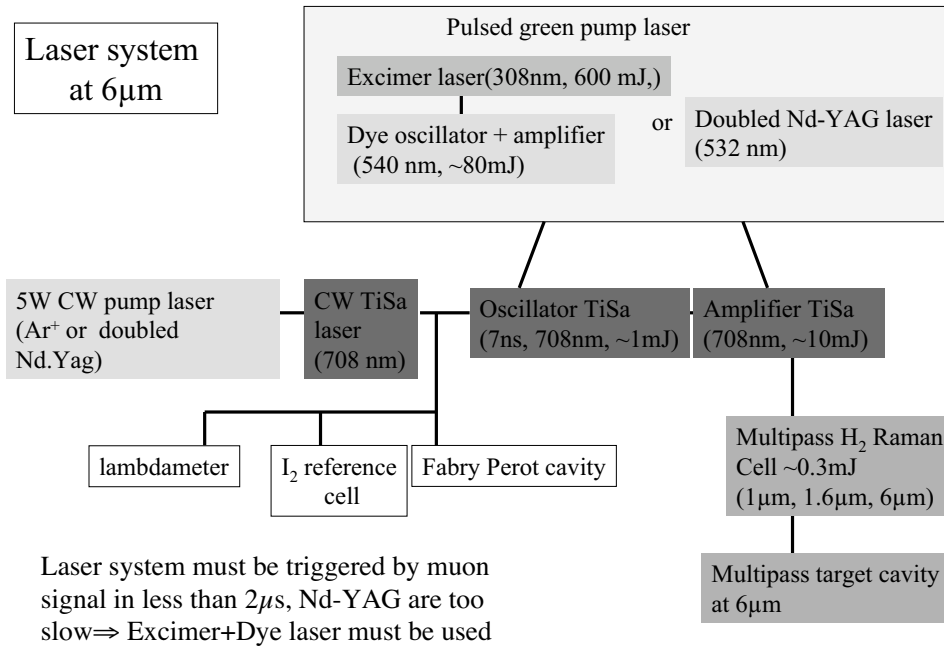 Laser system
at 6µm
Pulsed green pump laser
Excimer laser(308nm, 600 mJ,)
Dye oscillator + amplifier
(540 nm, ~80mJ)
or
Doubled Nd-YAG laser
(532 nm)
5W CW pump laser
(Ar⁺ or doubled
Nd.Yag)
CW TiSa
laser
(708 nm)
Oscillator TiSa
(7ns, 708nm, ~1mJ)
Amplifier TiSa
(708nm, ~10mJ)
lambdameter
I₂ reference
cell
Fabry Perot cavity
Multipass H₂ Raman
Cell ~0.3mJ
(1µm, 1.6µm, 6µm)
Multipass target cavity
at 6µm
Laser system must be triggered by muon
signal in less than 2µs, Nd-YAG are too
slow⇒ Excimer+Dye laser must be used